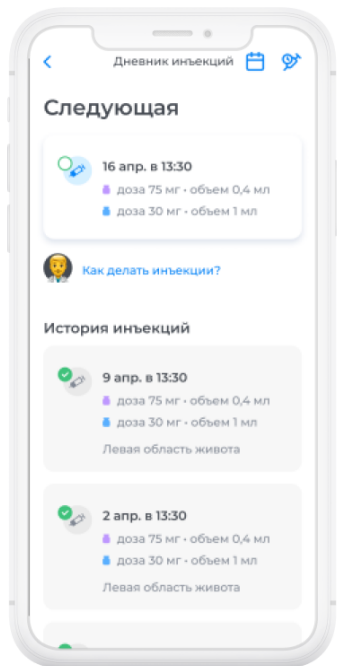 Дневник инъекций
Следующая
16 апр. в 13:30
доза 75 мг • объем 0,4 мл
доза 30 мг • объем 1 мл
Как делать инъекции?
История инъекций
9 апр. в 13:30
доза 75 мг • объем 0,4 мл
доза 30 мг • объем 1 мл
Левая область живота
2 апр. в 13:30
доза 75 мг • объем 0,4 мл
доза 30 мг • объем 1 мл
Левая область живота